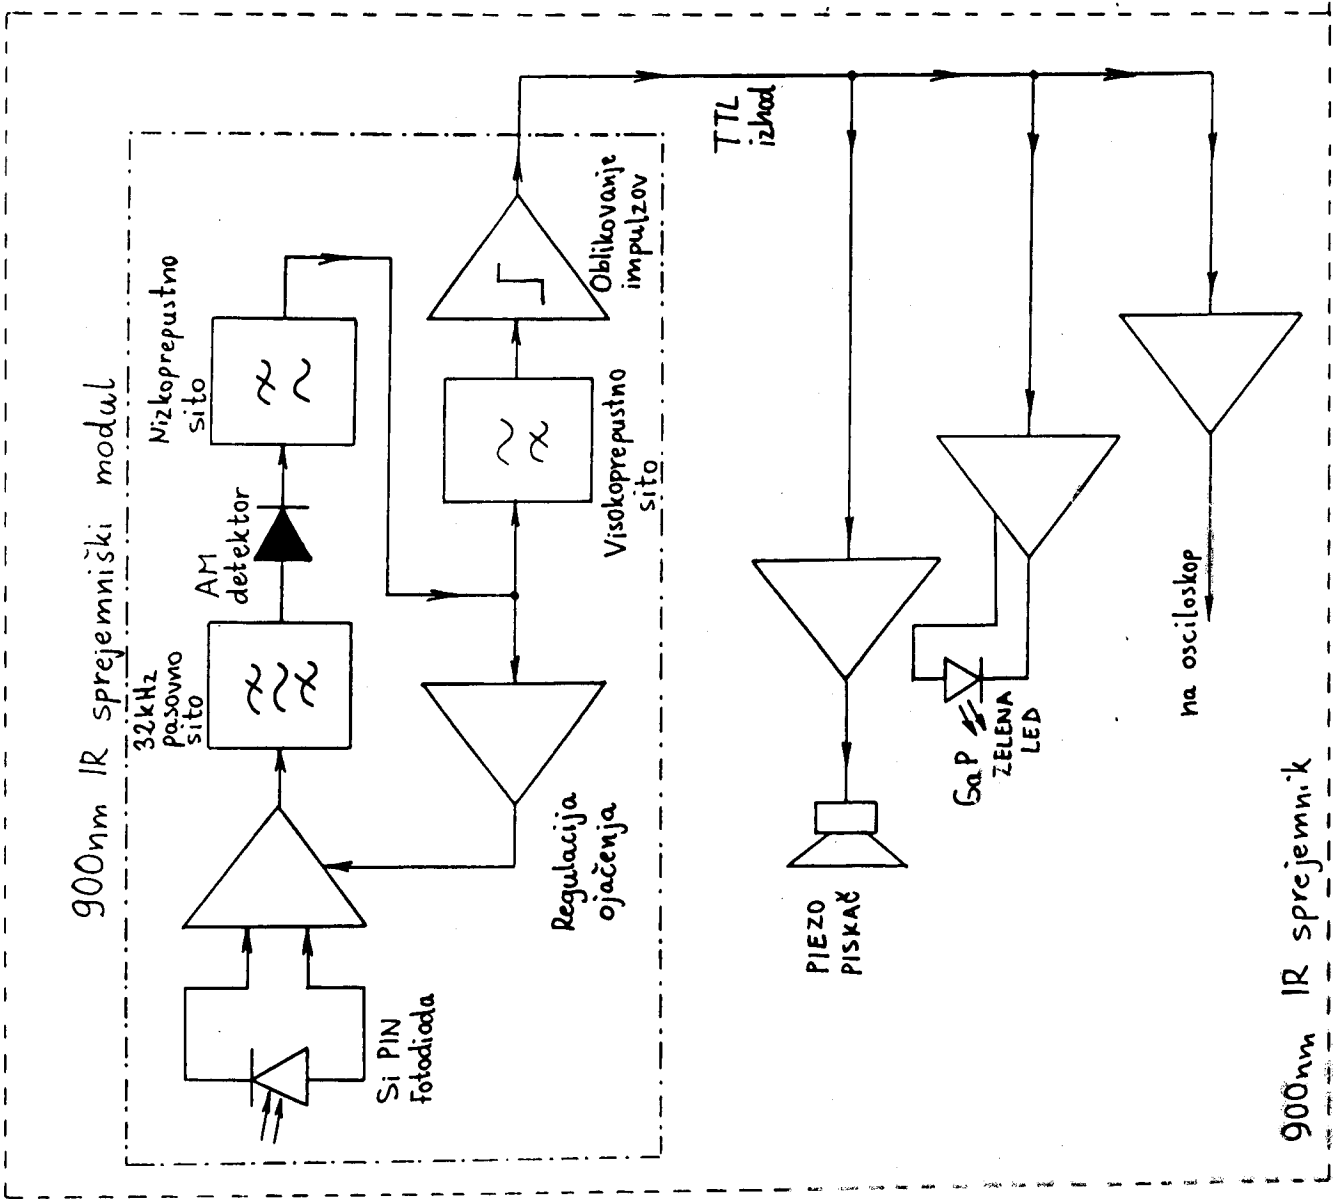 900nm IR sprejemniški modul
Si PIN
fotodioda
32kHz
pasovno
sito
AM
detektor
Nizkoprepustno
sito
Regulacija
ojačenja
Visokoprepustno
sito
Oblikovanje
impulzov
TTL
izhod
PIEZO
PISKAČ
GaP
ZELENA
LED
na osciloskop
900nm IR sprejemnik